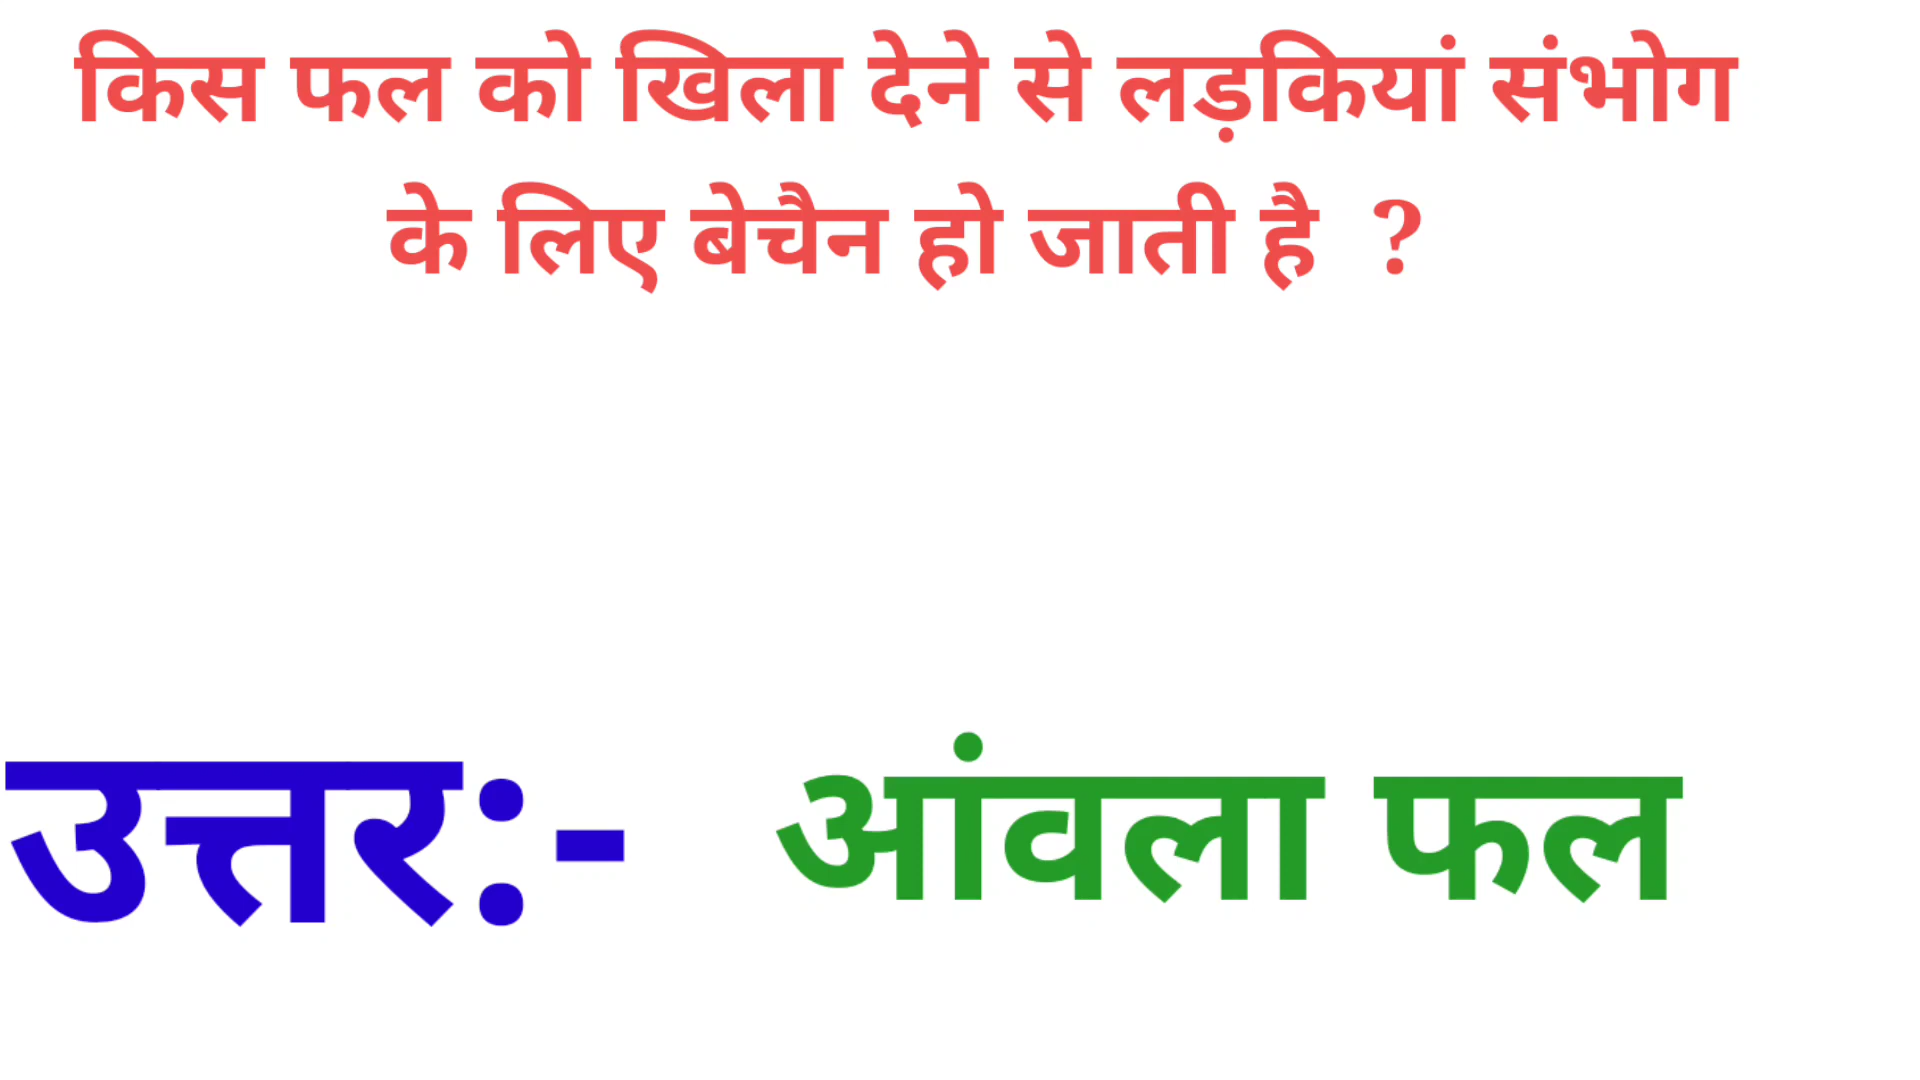 किस फल को खिला देने से लड़कियां संभोग
के लिए बेचैन हो जाती है ?
उत्तर:- आंवला फल